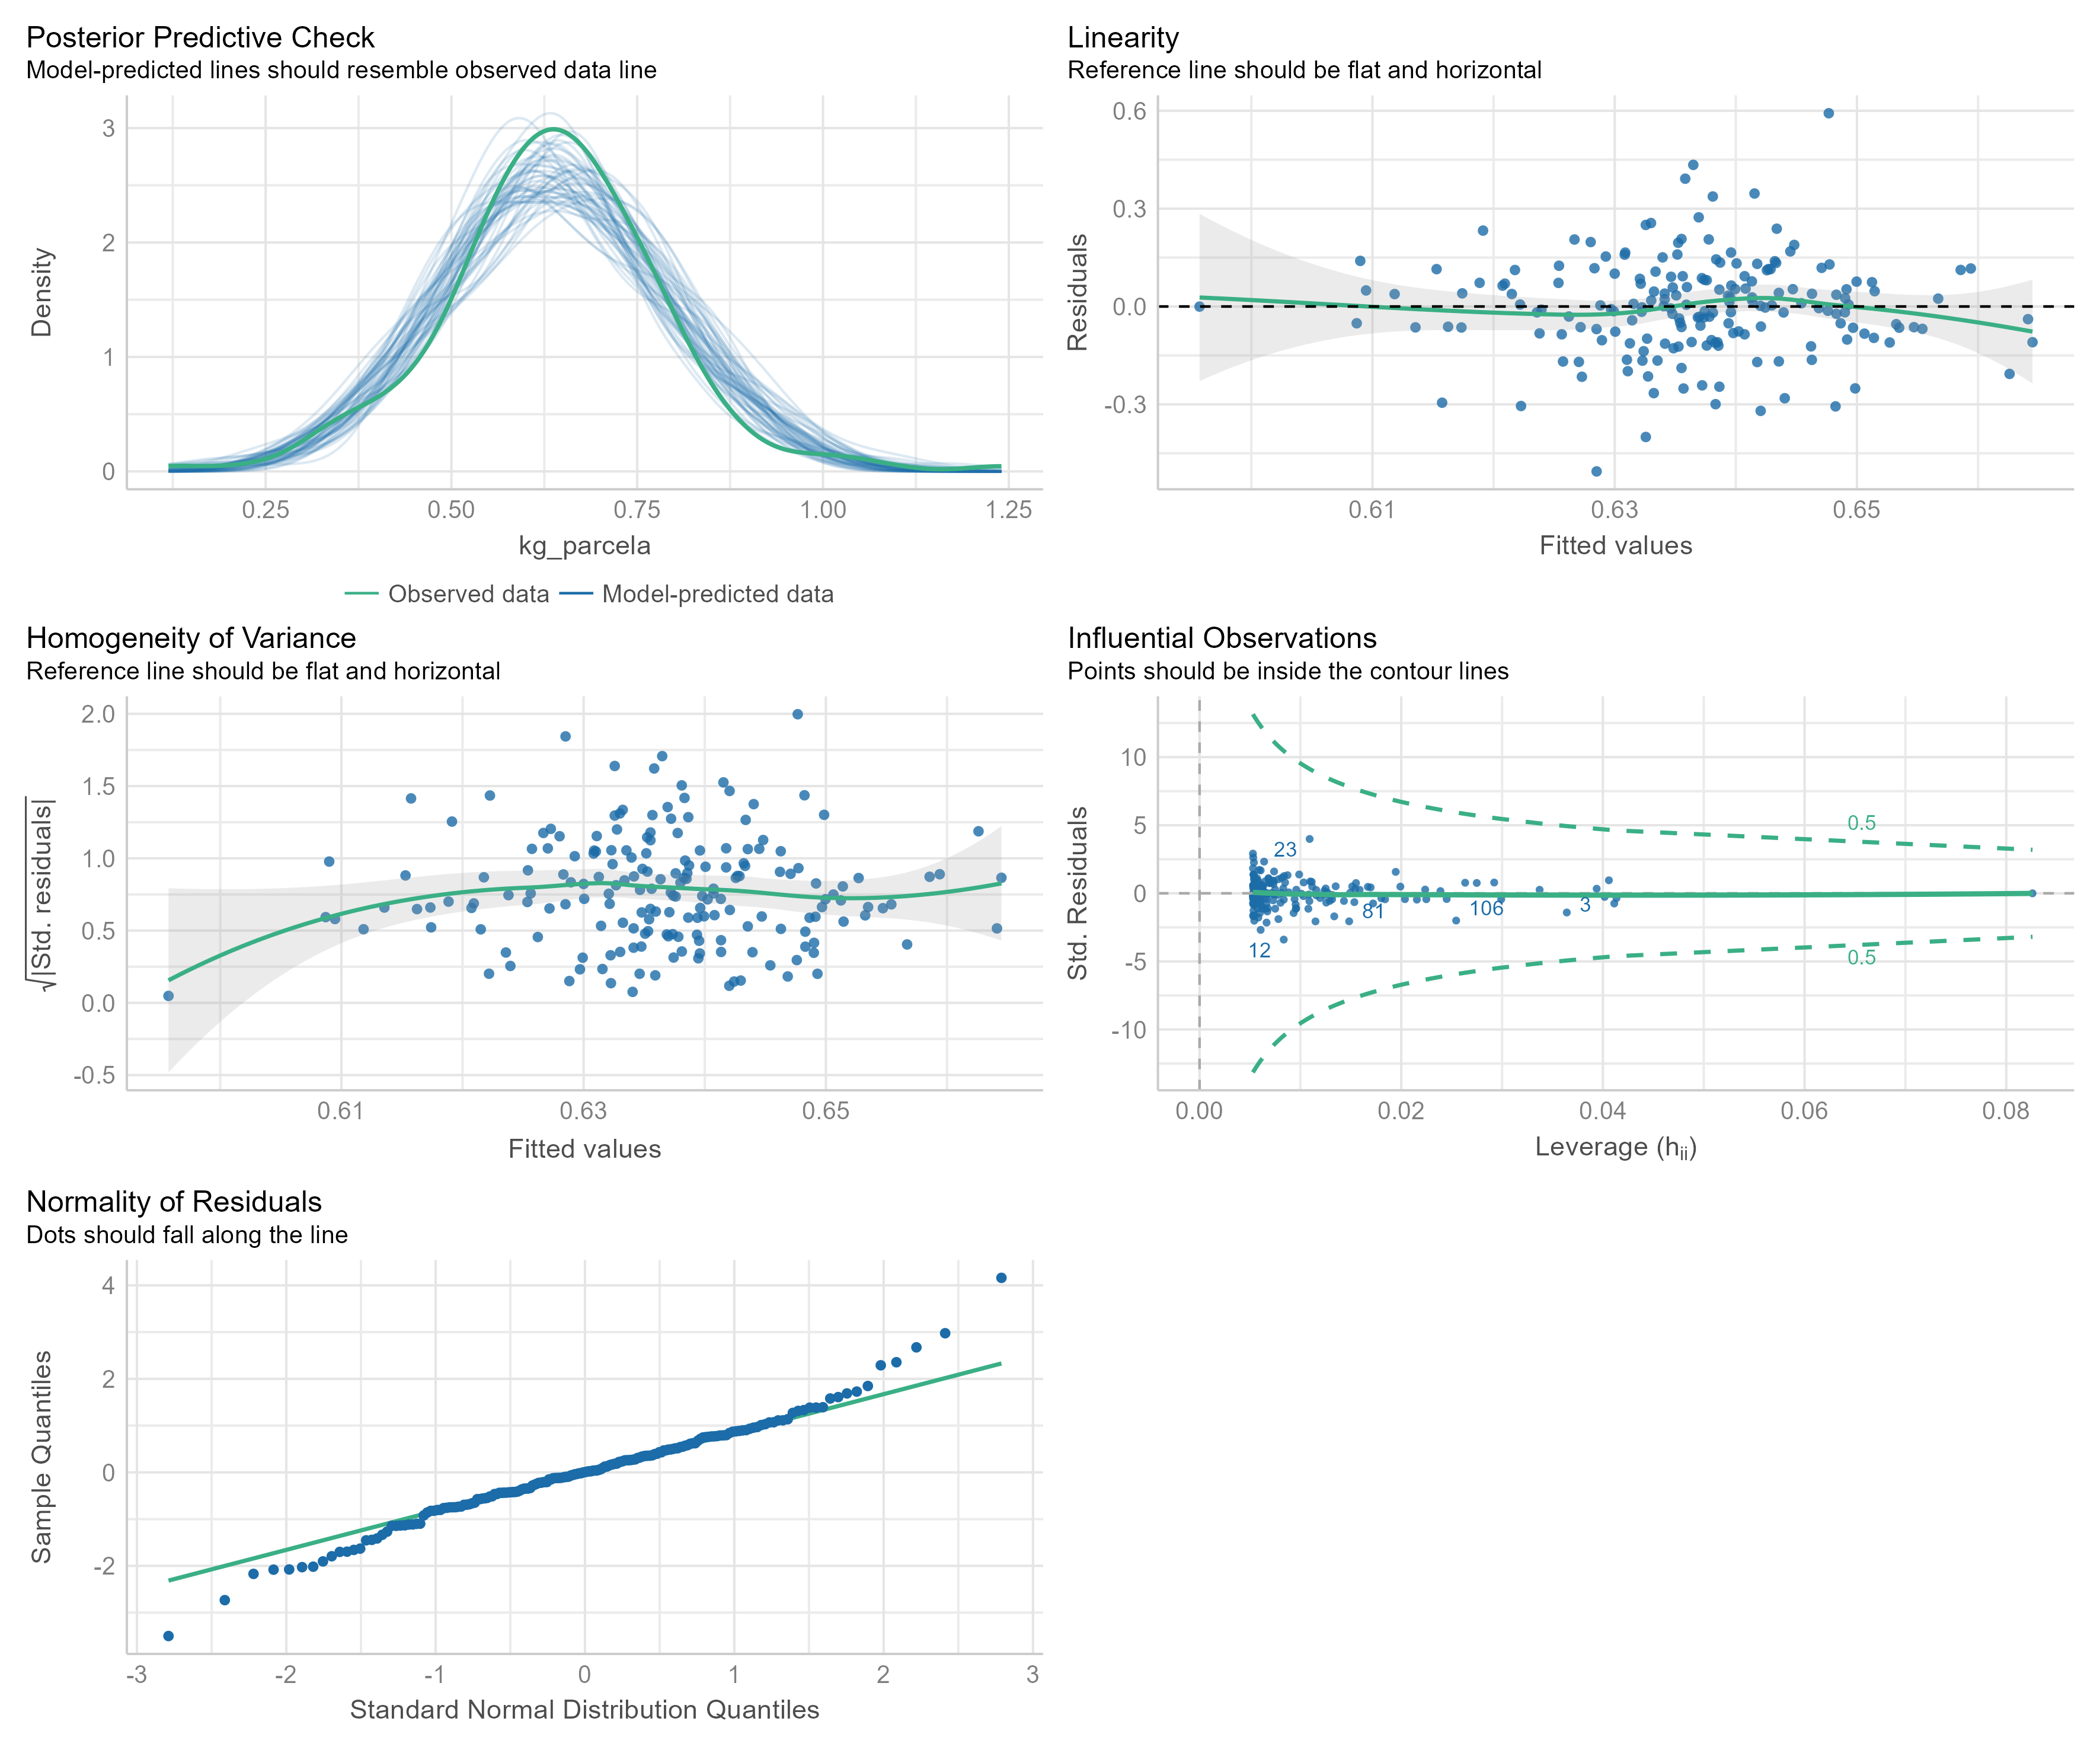 Posterior Predictive Check
Model-predicted lines should resemble observed data line
3
2
1
0
Density
0.25 0.50 0.75 1.00 1.25
kg_parcela
Observed data Model-predicted data
Linearity
Reference line should be flat and horizontal
0.6
0.3
0.0
-0.3
Residuals
0.61 0.63 0.65
Fitted values
Homogeneity of Variance
Reference line should be flat and horizontal
2.0
1.5
1.0
0.5
0.0
-0.5
√|Std. residuals|
0.61 0.63 0.65
Fitted values
Influential Observations
Points should be inside the contour lines
10
5
0
-5
-10
Std. Residuals
0.5
23
81
106
3
12
0.5
0.00 0.02 0.04 0.06 0.08
Leverage (hᵢᵢ)
Normality of Residuals
Dots should fall along the line
4
2
0
-2
Sample Quantiles
-3 -2 -1 0 1 2 3
Standard Normal Distribution Quantiles